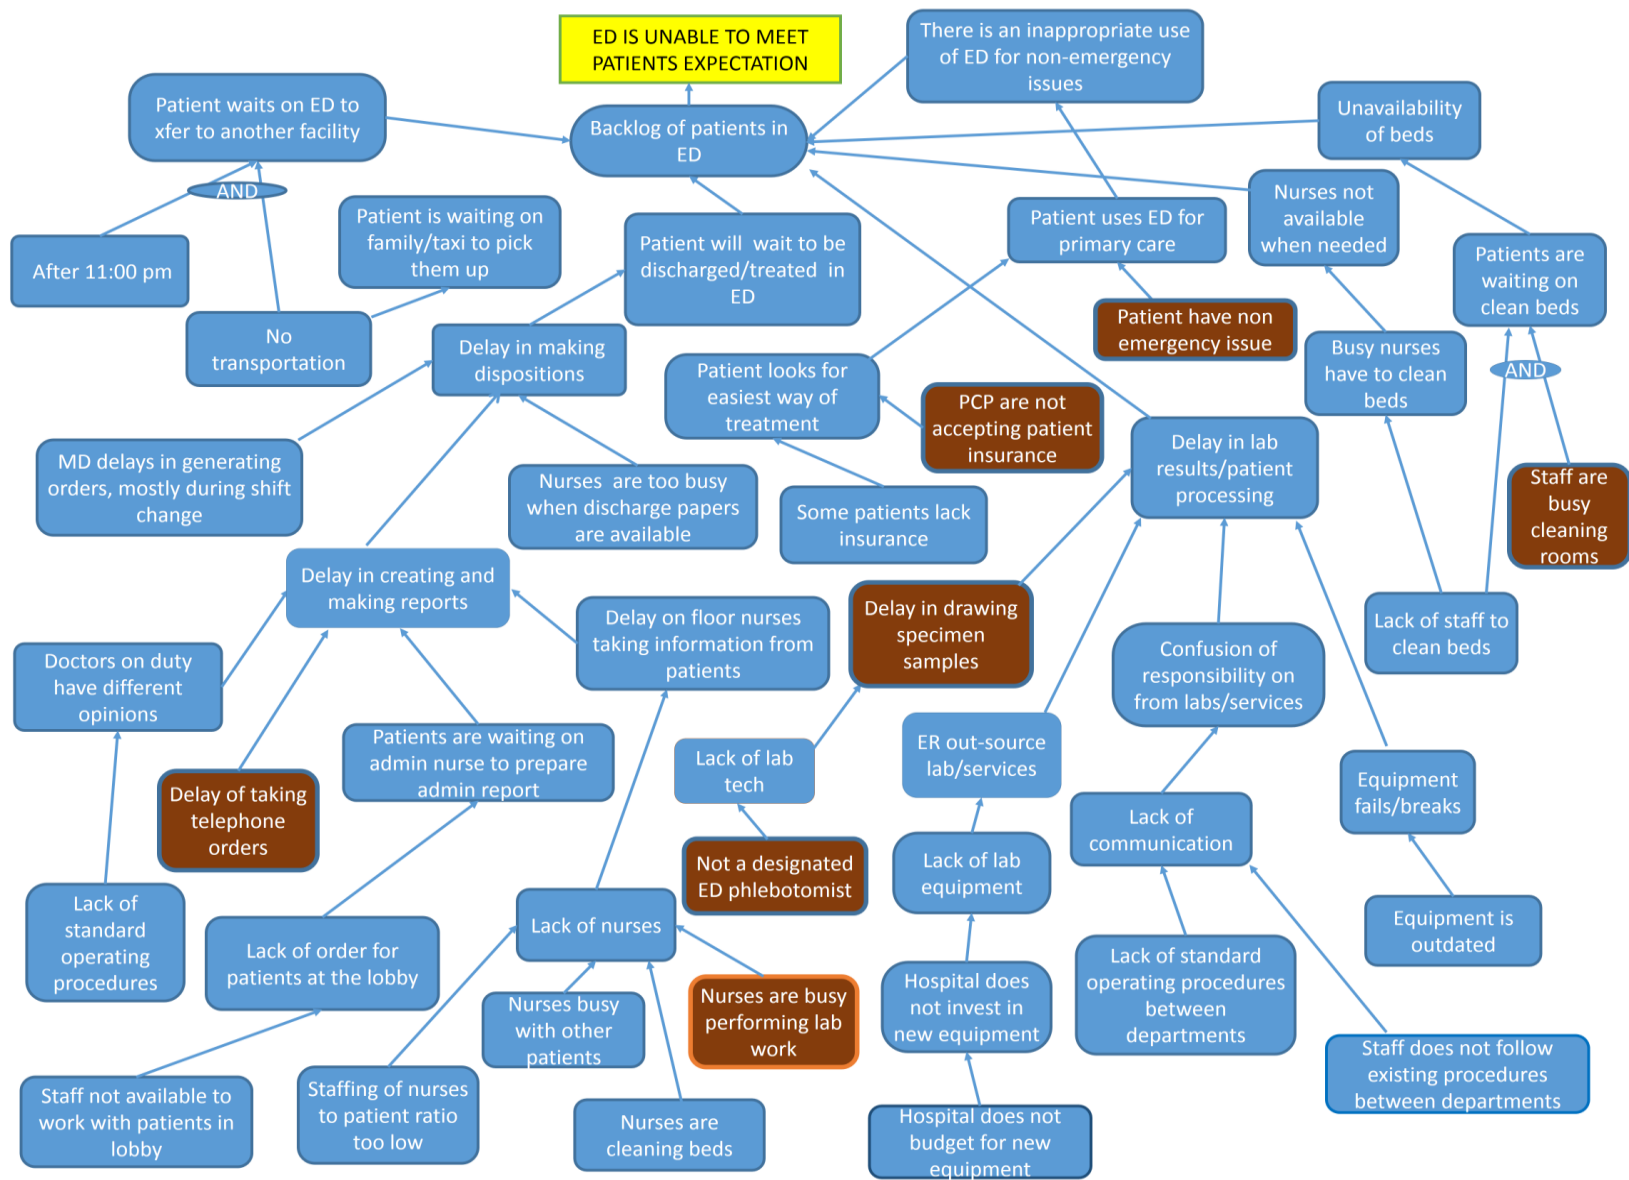 ED IS UNABLE TO MEET
PATIENTS EXPECTATION
There is an inappropriate use
of ED for non-emergency
issues
Patient waits on ED to
xfer to another facility
Backlog of patients in
ED
Unavailability
of beds
AND
Nurses not
available
when needed
Patient is waiting on
family/taxi to pick
them up
Patient will wait to be
discharged/treated in
ED
Patient uses ED for
primary care
Patients are
waiting on
clean beds
After 11:00 pm
No
transportation
Patient have non
emergency issue
Delay in making
dispositions
Busy nurses
have to clean
beds
AND
Patient looks for
easiest way of
treatment
PCP are not
accepting patient
insurance
Delay in lab
results/patient
processing
MD delays in generating
orders, mostly during shift
change
Nurses are too busy
when discharge papers
are available
Some patients lack
insurance
Staff are
busy
cleaning
rooms
Delay in creating and
making reports
Delay on floor nurses
taking information from
patients
Delay in drawing
specimen
samples
Lack of staff to
clean beds
Doctors on duty
have different
opinions
Confusion of
responsibility on
from labs/services
Patients are waiting on
admin nurse to prepare
admin report
Lack of lab
tech
ER out-source
lab/services
Equipment
fails/breaks
Delay of taking
telephone
orders
Lack of
communication
Not a designated
ED phlebotomist
Lack of lab
equipment
Lack of
standard
operating
procedures
Lack of order for
patients at the lobby
Lack of nurses
Equipment is
outdated
Lack of standard
operating procedures
between
departments
Nurses busy
with other
patients
Nurses are busy
performing lab
work
Hospital does
not invest in
new equipment
Staff does not follow
existing procedures
between departments
Staff not available to
work with patients in
lobby
Staffing of nurses
to patient ratio
too low
Nurses are
cleaning beds
Hospital does not
budget for new
equipment